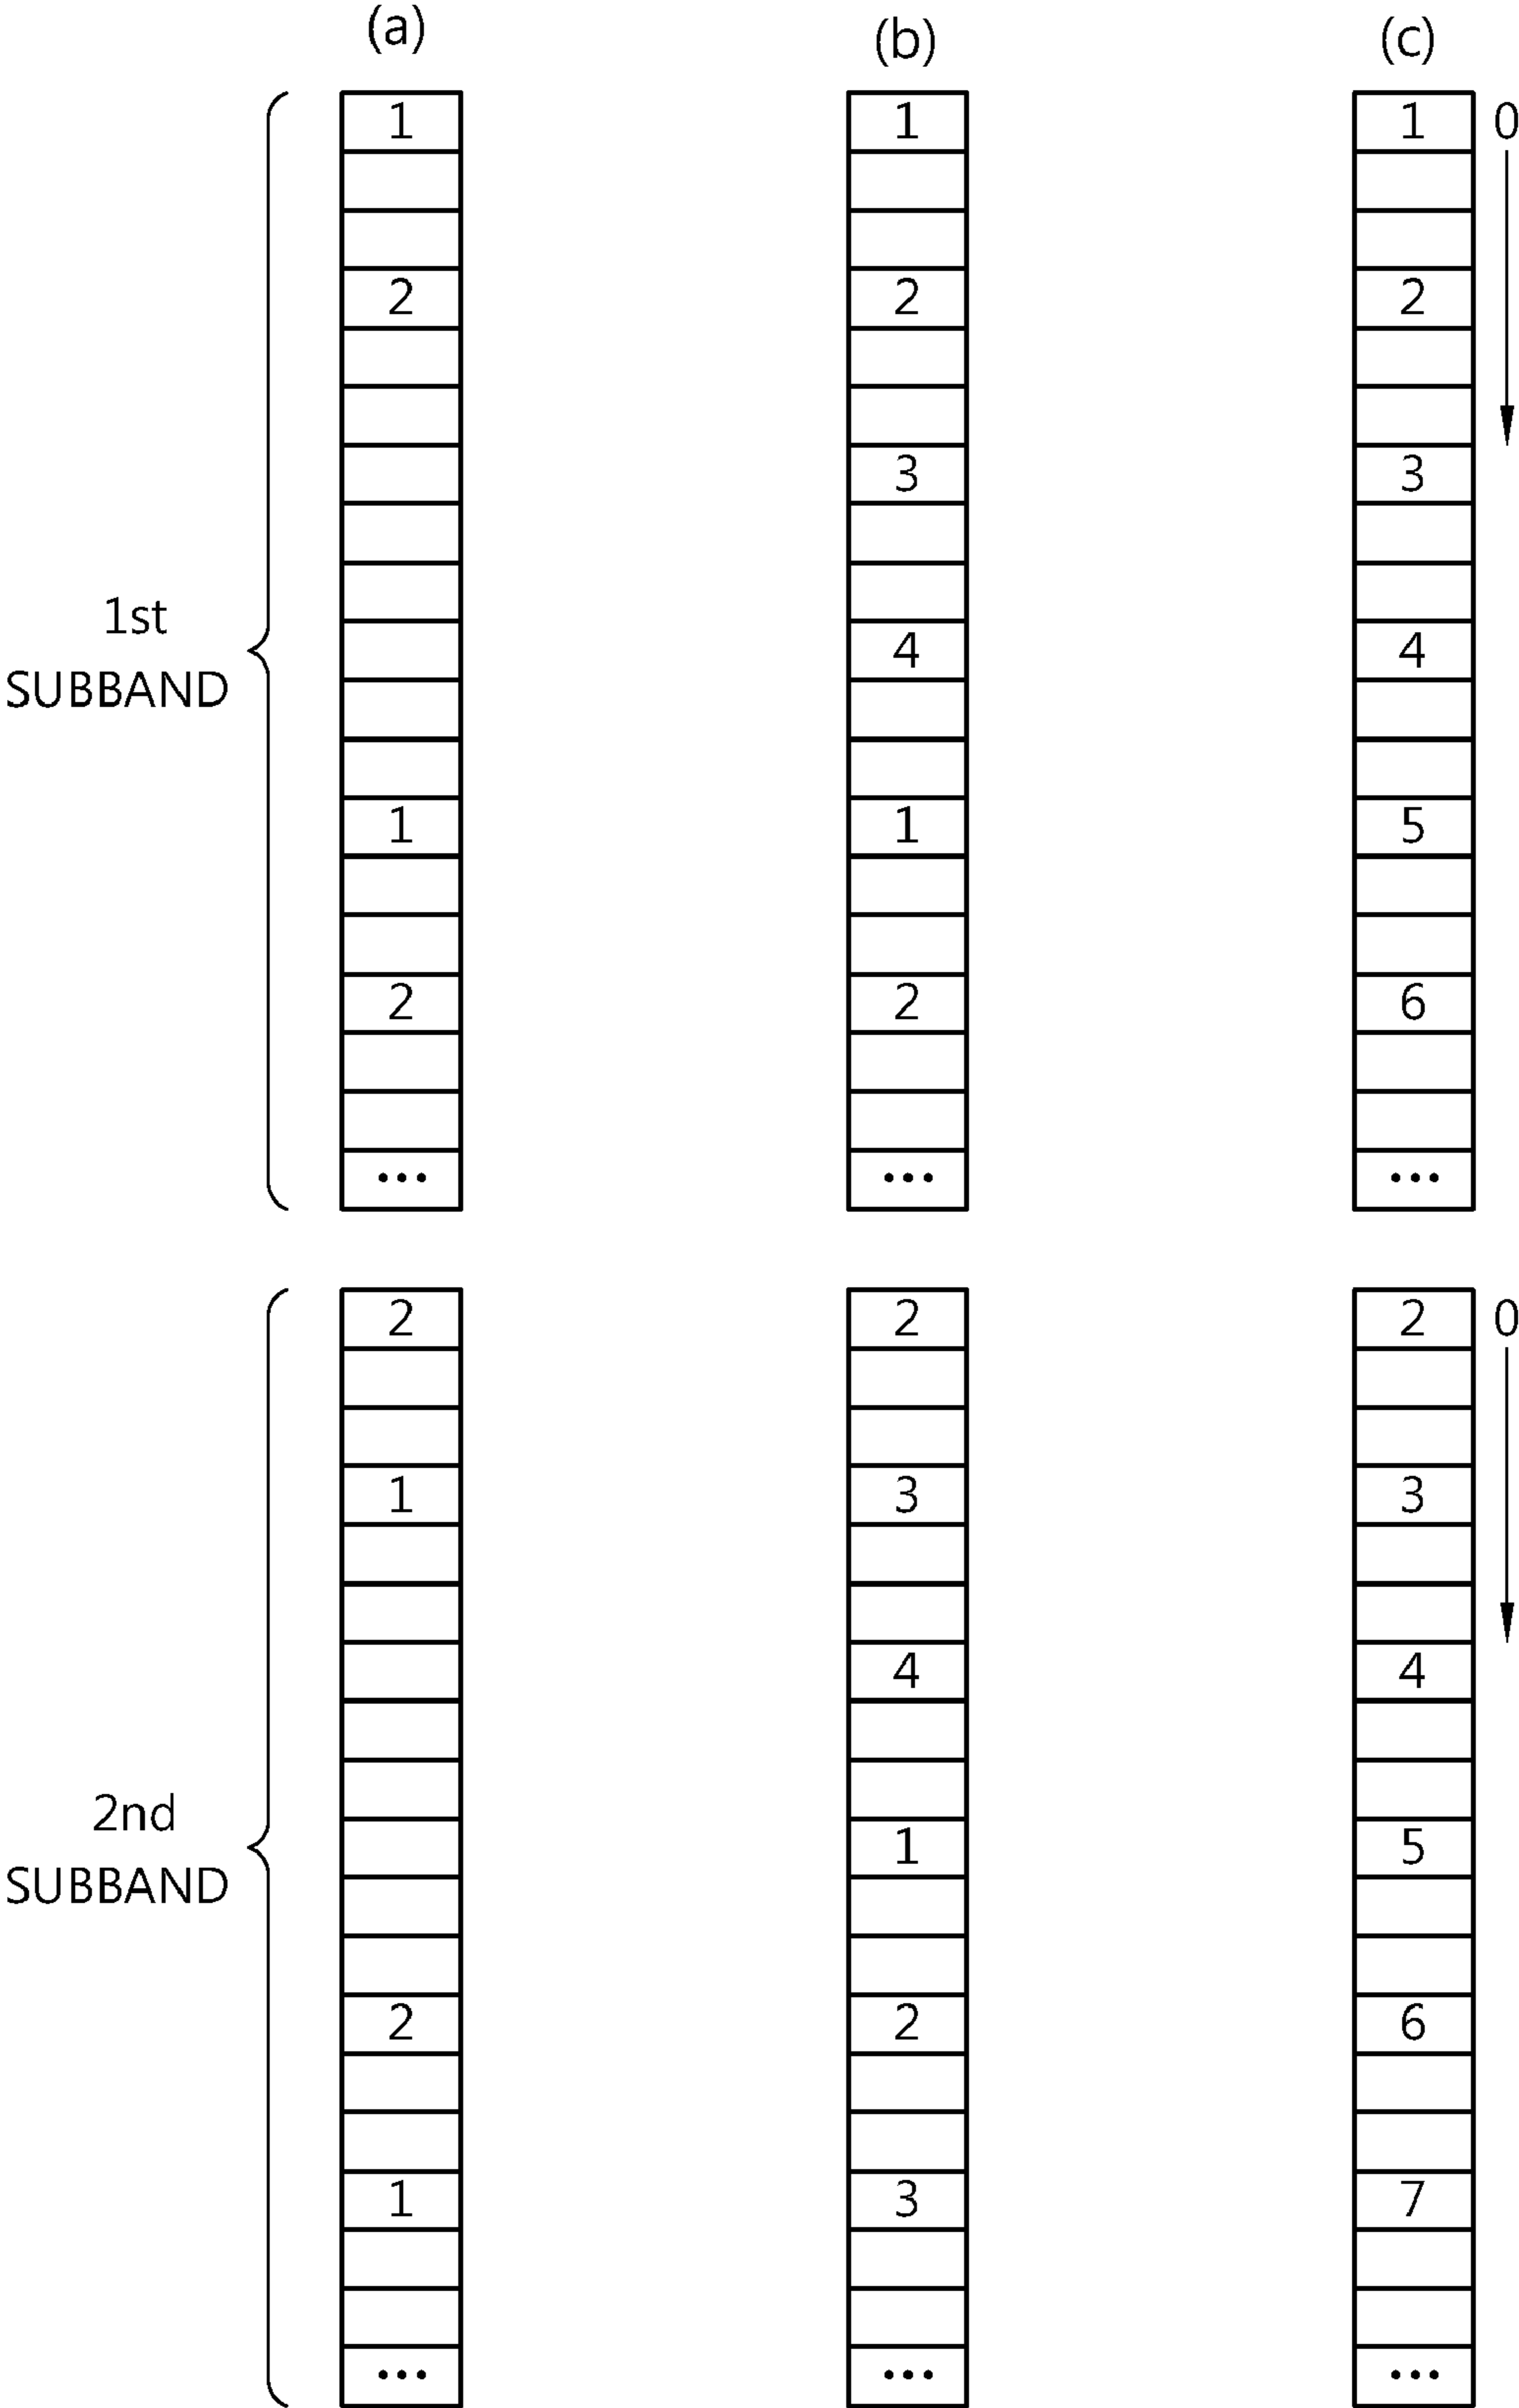 (a) (b) (c)
1 1 1 0
2 2 2
3 3
4 4
1st
SUBBAND
1 1 5
2 2 6
... ... ...
2 2 2 0
1 3 3
4 4
2nd
SUBBAND
1 5
2 2 6
1 3 7
... ... ...